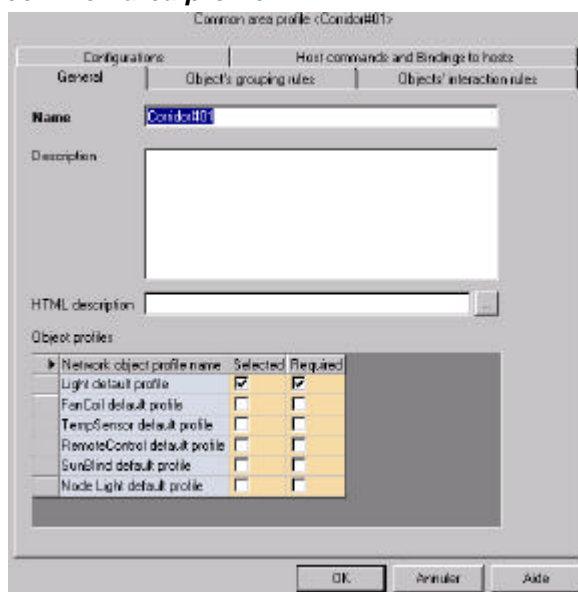 Common area profile <Corridor#01>
Configurations
Host commands and Bindings to hosts
General
Object's grouping rules
Objects' interaction rules
Name
Corridor#01
Description
HTML description
...
Object profiles
Network object profile name Selected Required
Light default profile
FanCoil default profile
TempSensor default profile
RemoteControl default profile
SunBlind default profile
Node Light default profile
OK
Annuler
Aide